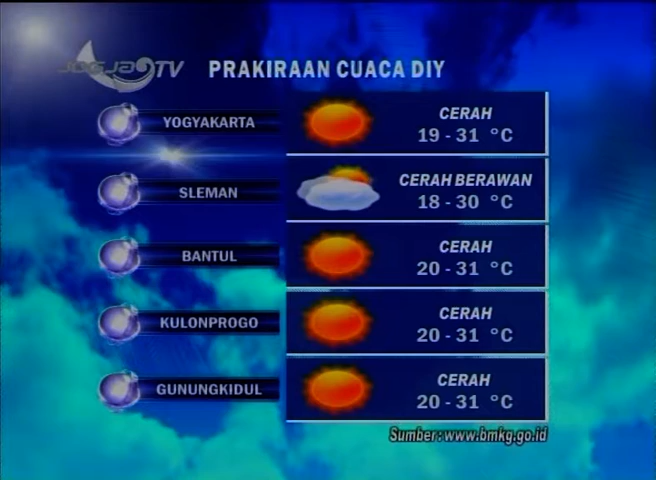 JOGJA TV
PRAKIRAAN CUACA DIY
YOGYAKARTA
CERAH
19 - 31 °C
SLEMAN
CERAH BERAWAN
18 - 30 °C
BANTUL
CERAH
20 - 31 °C
KULONPROGO
CERAH
20 - 31 °C
GUNUNGKIDUL
CERAH
20 - 31 °C
Sumber: www.bmkg.go.id